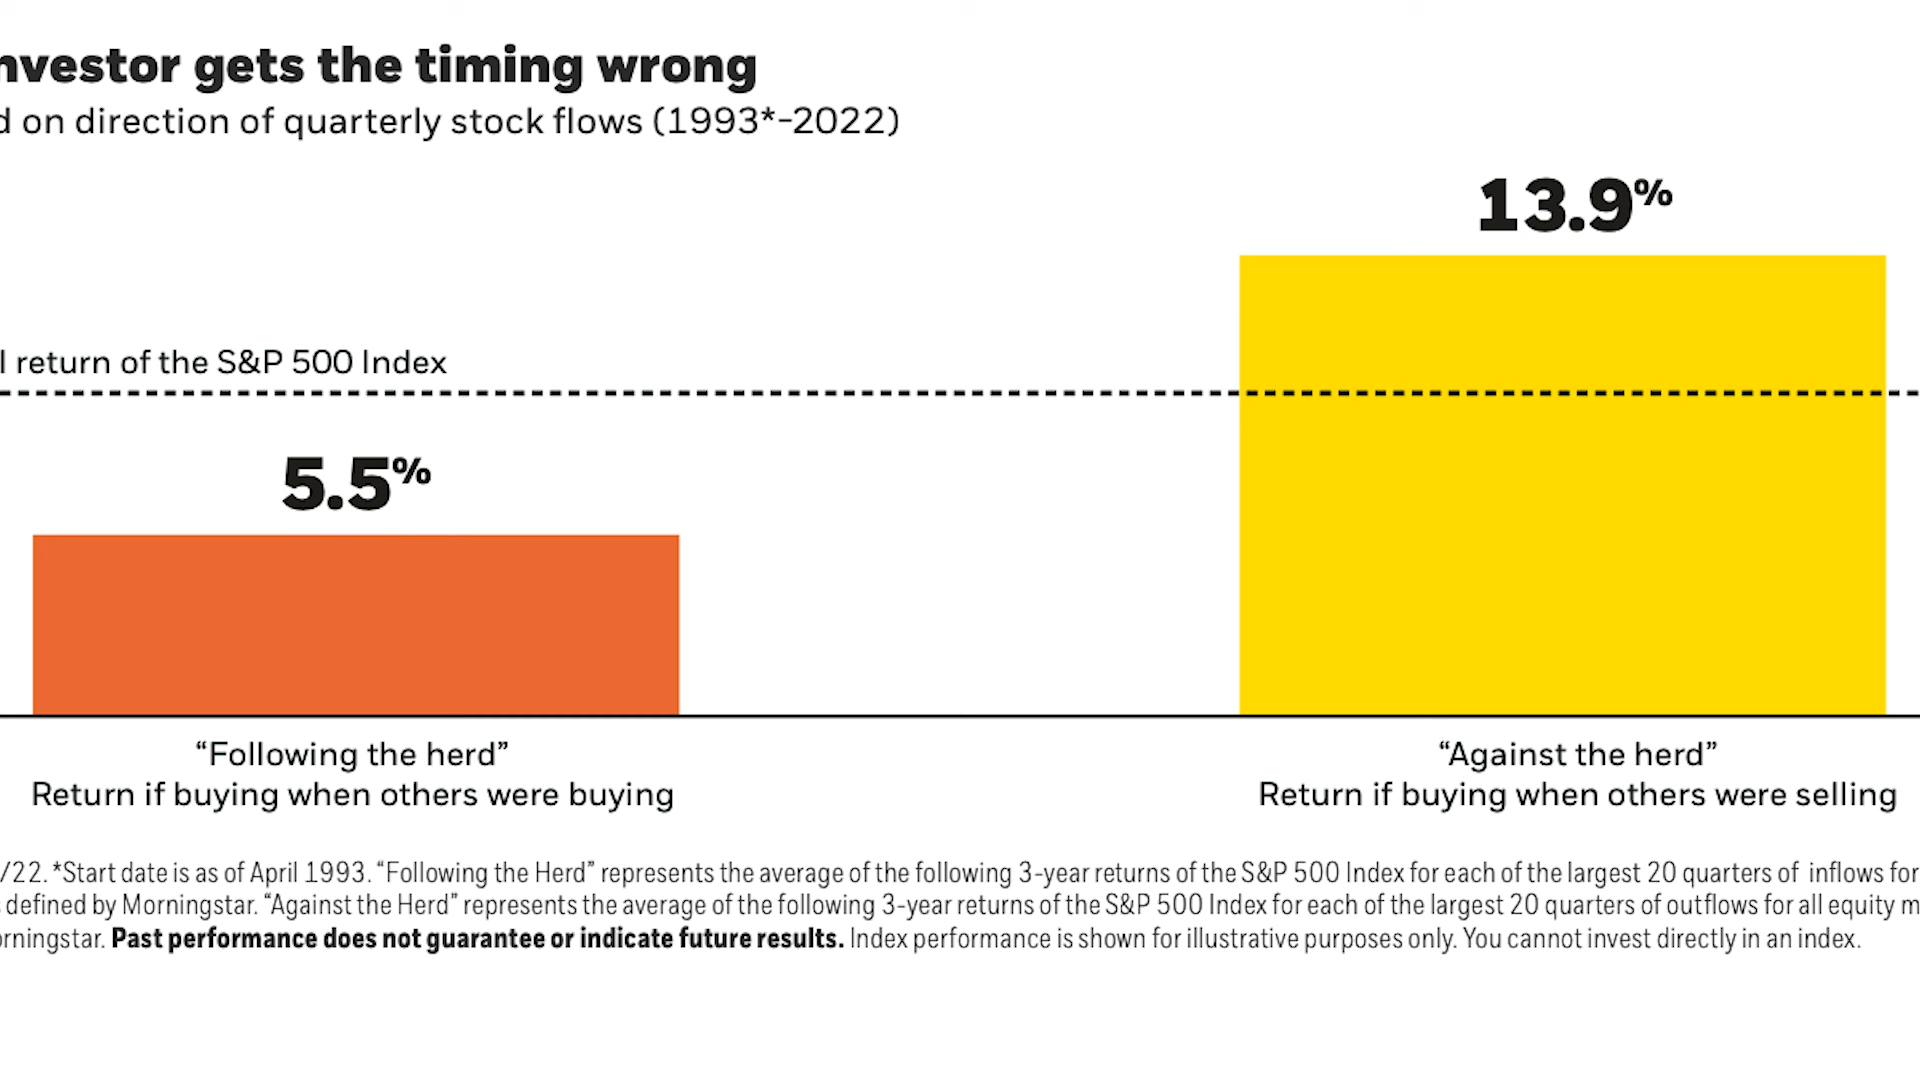 nvestor gets the timing wrong
d on direction of quarterly stock flows (1993*-2022)
13.9%
l return of the S&P 500 Index
5.5%
“Following the herd”
Return if buying when others were buying
“Against the herd”
Return if buying when others were selling
/22. *Start date is as of April 1993. “Following the Herd” represents the average of the following 3-year returns of the S&P 500 Index for each of the largest 20 quarters of inflows for
s defined by Morningstar. “Against the Herd” represents the average of the following 3-year returns of the S&P 500 Index for each of the largest 20 quarters of outflows for all equity m
orningstar. Past performance does not guarantee or indicate future results. Index performance is shown for illustrative purposes only. You cannot invest directly in an index.